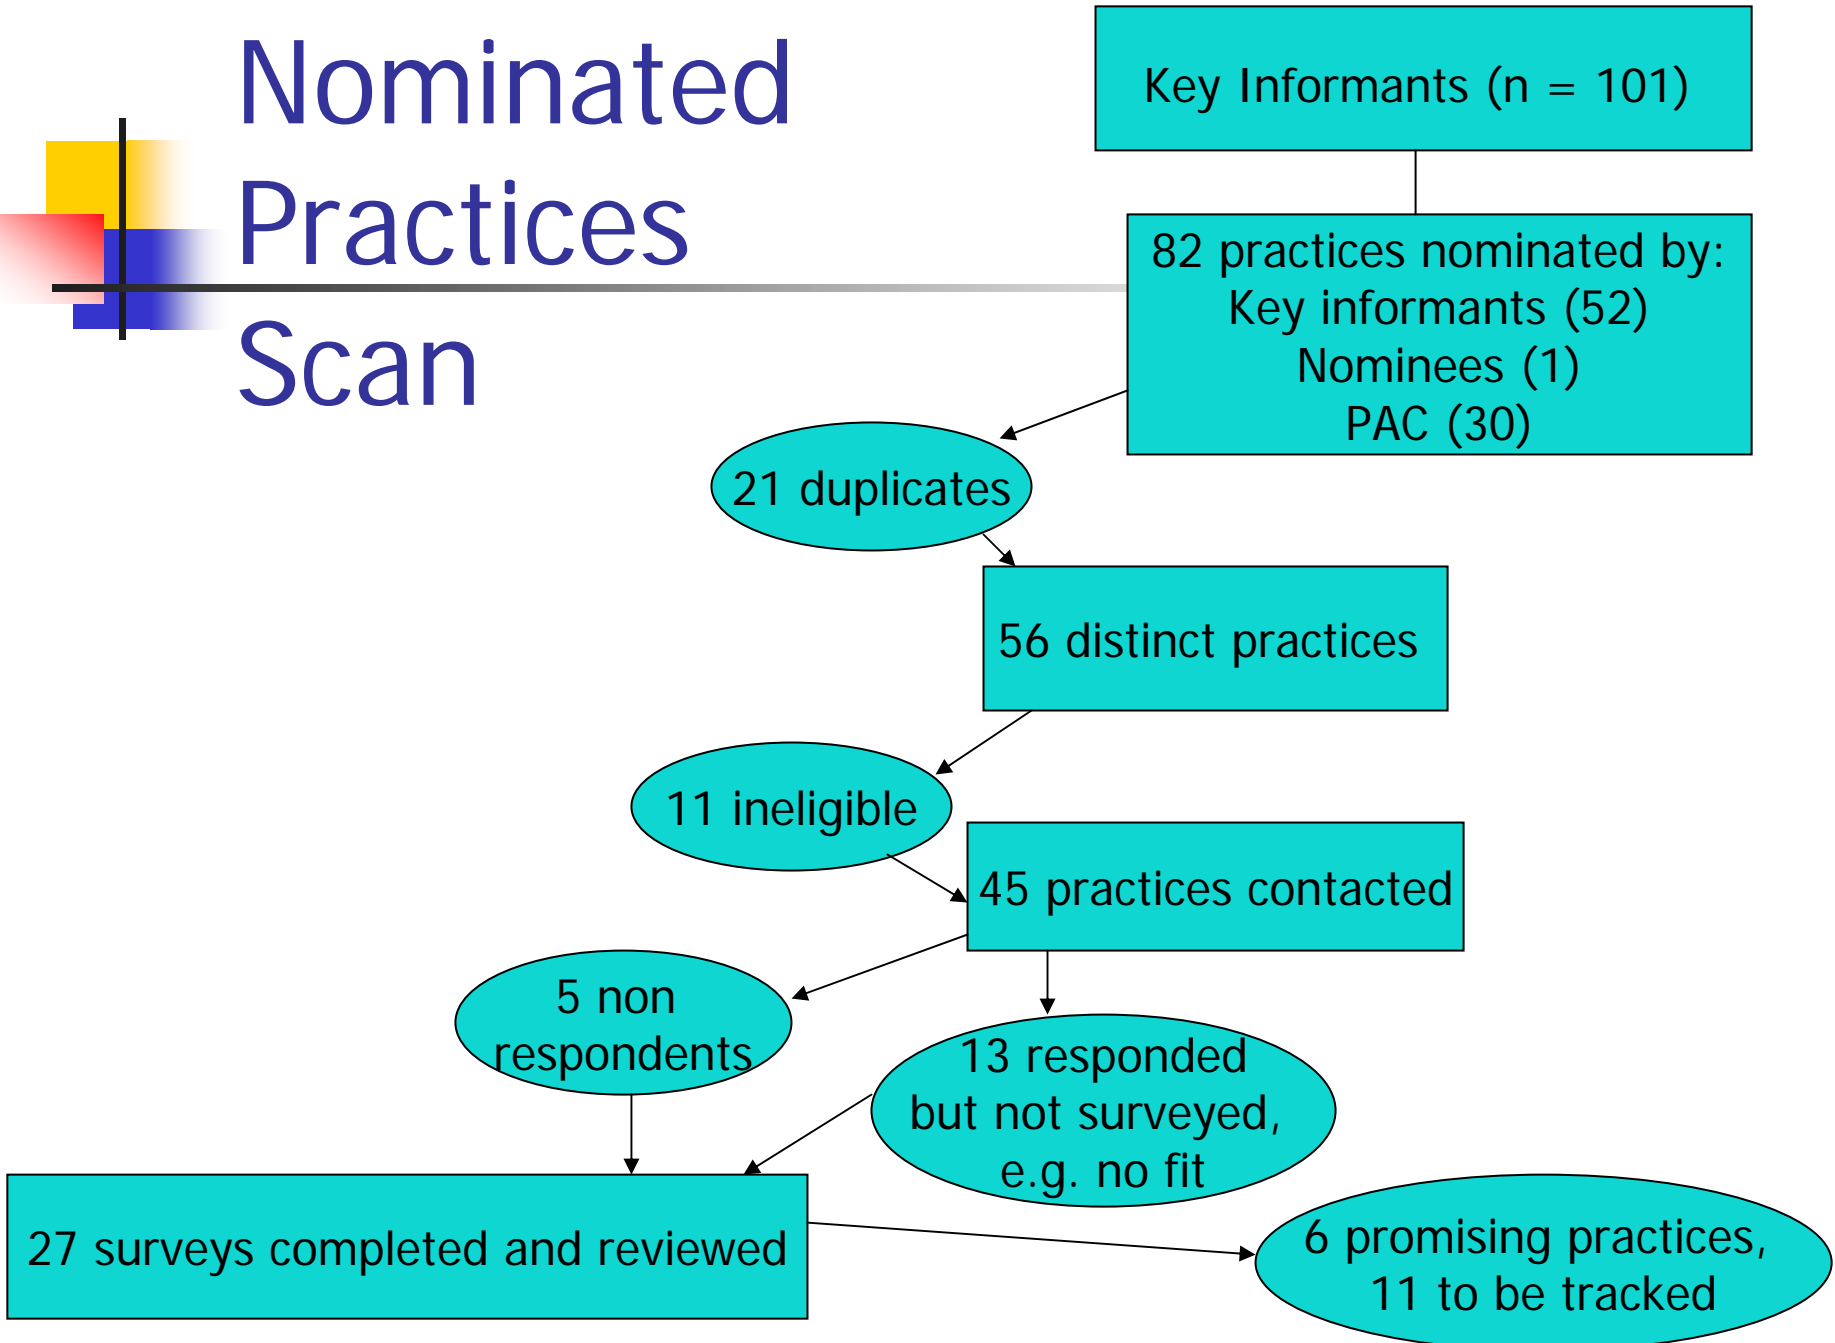 Nominated
Practices
Scan
Key Informants (n = 101)
82 practices nominated by:
Key informants (52)
Nominees (1)
PAC (30)
21 duplicates
56 distinct practices
11 ineligible
45 practices contacted
5 non
respondents
13 responded
but not surveyed,
e.g. no fit
27 surveys completed and reviewed
6 promising practices,
11 to be tracked